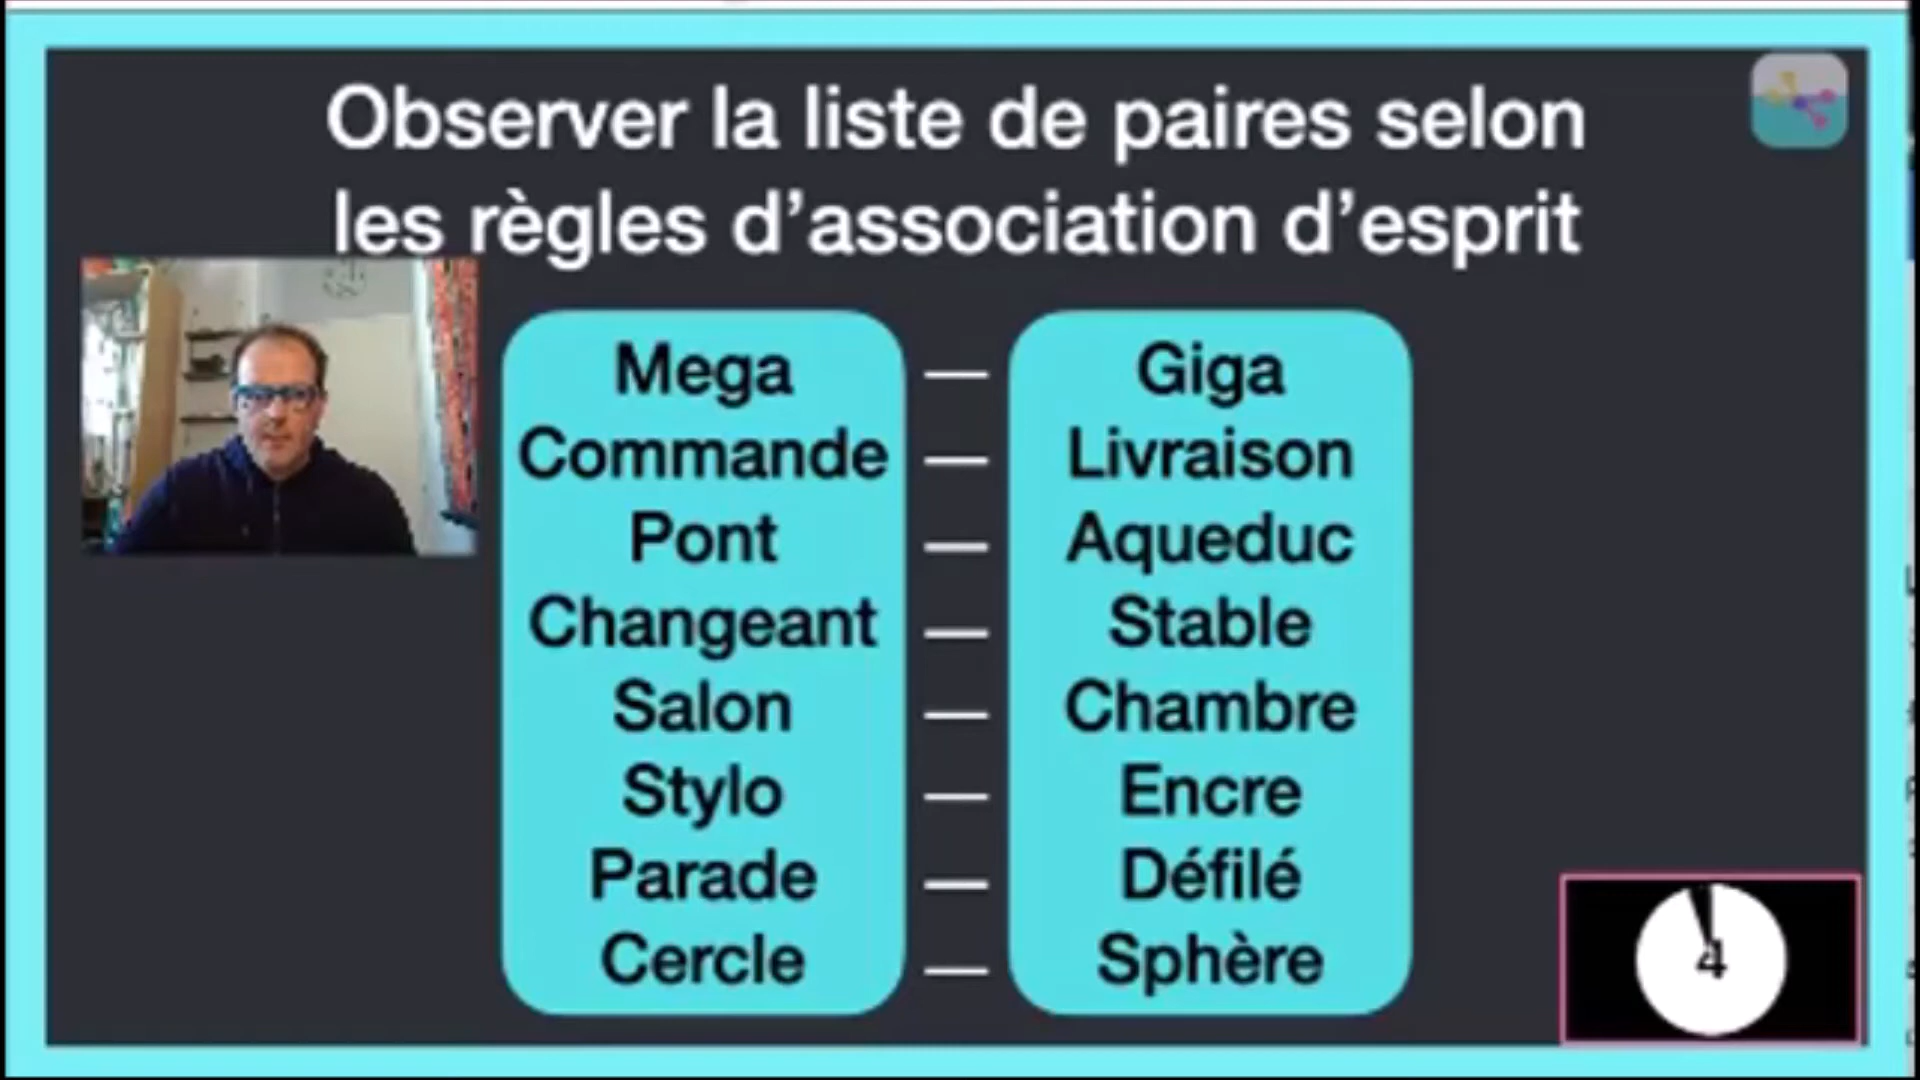 Observer la liste de paires selon
les règles d’association d’esprit
Mega — Giga
Commande — Livraison
Pont — Aqueduc
Changeant — Stable
Salon — Chambre
Stylo — Encre
Parade — Défilé
Cercle — Sphère
4